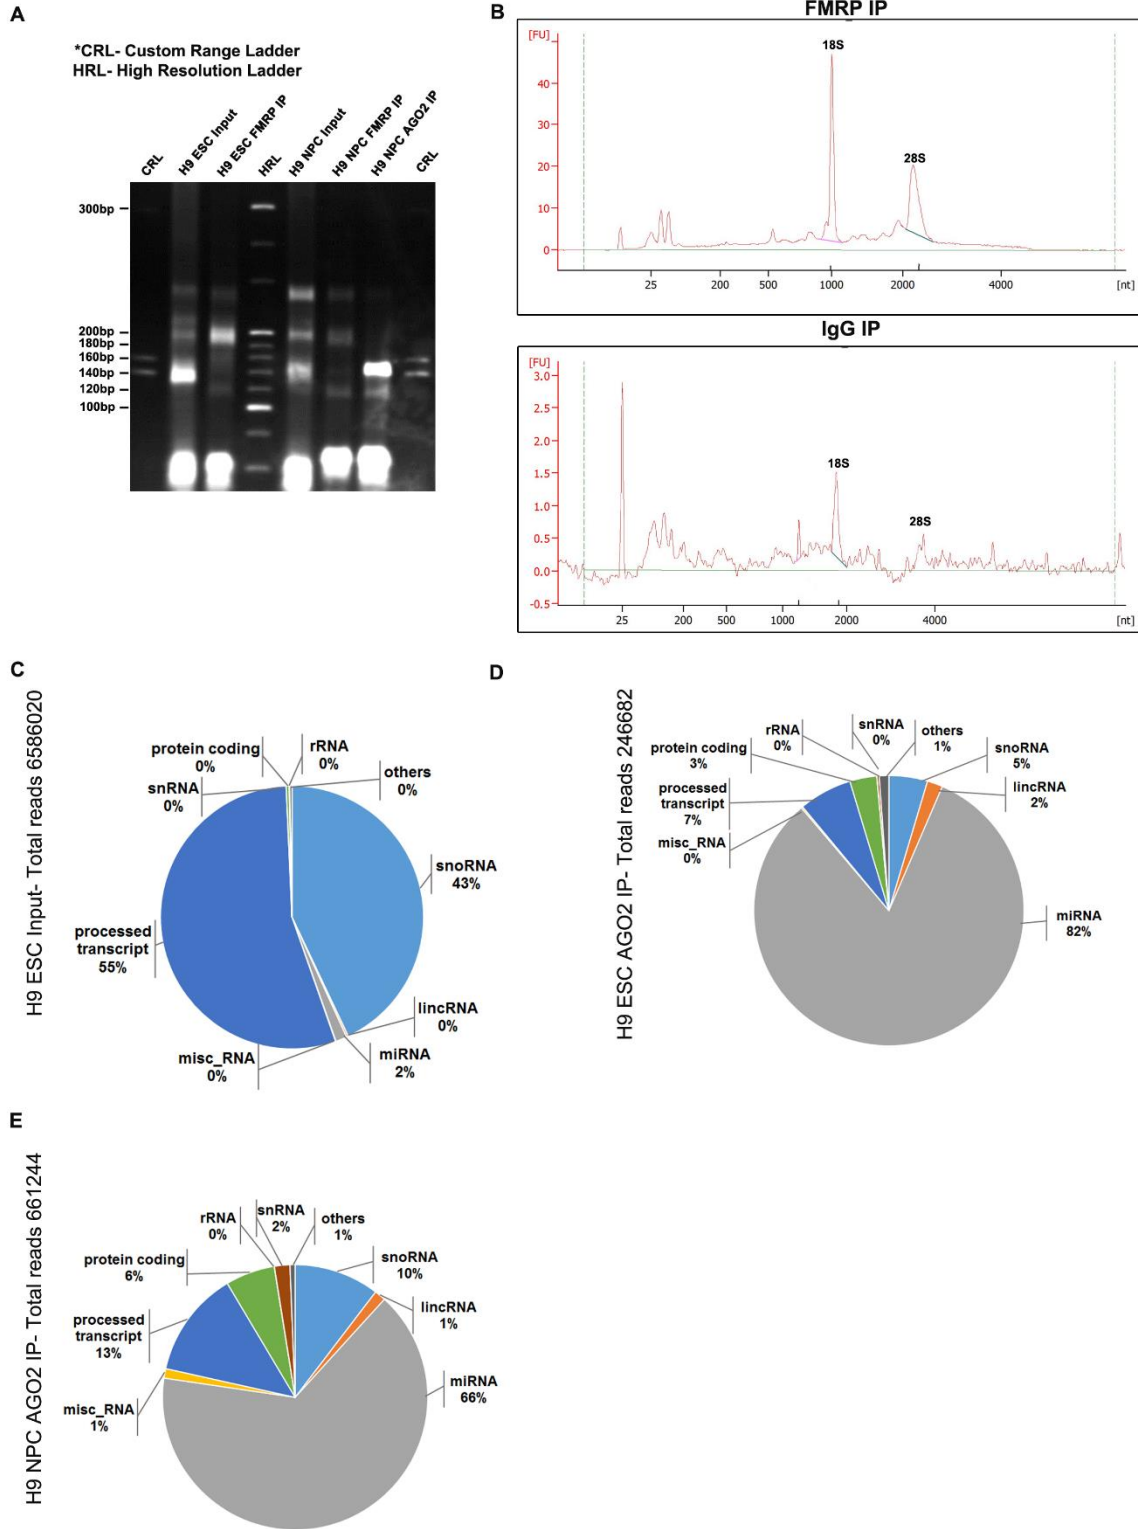 A
*CRL- Custom Range Ladder
HRL- High Resolution Ladder
CRL
H9 ESC Input
H9 ESC FMRP IP
HRL
H9 NPC Input
H9 NPC FMRP IP
H9 NPC AGO2 IP
CRL
300bp
200bp
180bp
160bp
140bp
120bp
100bp
B
FMRP IP
[FU]
40
30
20
10
0
18S
28S
25 200 500 1000 2000 4000 [nt]
IgG IP
[FU]
3.0
2.5
2.0
1.5
1.0
0.5
0.0
-0.5
18S
28S
25 200 500 1000 2000 4000 [nt]
C
H9 ESC Input- Total reads 6586020
protein coding
0%
rRNA
0%
snRNA
0%
others
0%
snoRNA
43%
processed
transcript
55%
lincRNA
0%
misc_RNA
0%
miRNA
2%
D
H9 ESC AGO2 IP- Total reads 246682
rRNA
0%
snRNA
0%
others
1%
protein coding
3%
snoRNA
5%
processed
transcript
7%
lincRNA
2%
misc_RNA
0%
miRNA
82%
E
H9 NPC AGO2 IP- Total reads 661244
rRNA
0%
snRNA
2%
others
1%
protein coding
6%
snoRNA
10%
processed
transcript
13%
lincRNA
1%
misc_RNA
1%
miRNA
66%